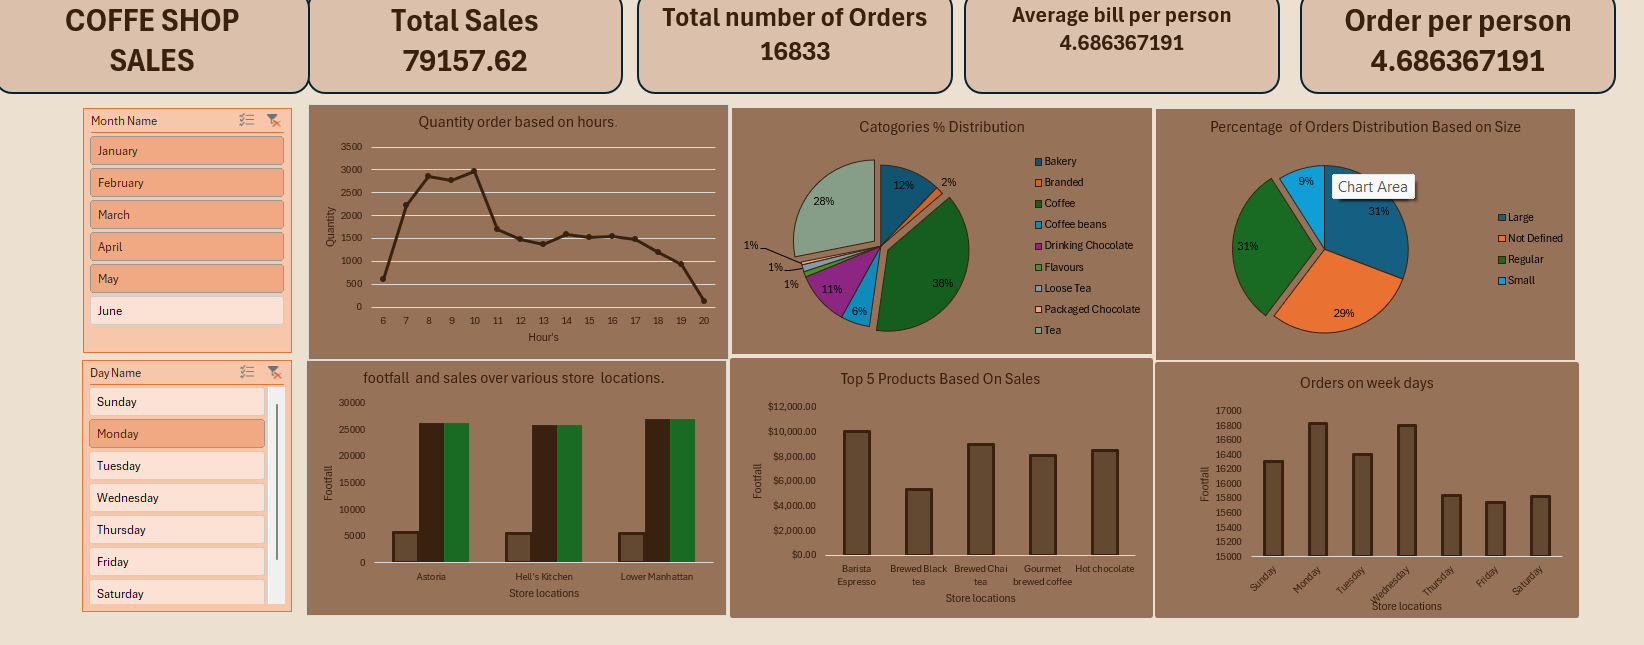 COFFE SHOP
SALES
Total Sales
79157.62
Total number of Orders
16833
Average bill per person
4.686367191
Order per person
4.686367191
Month Name
January
February
March
April
May
June
Day Name
Sunday
Monday
Tuesday
Wednesday
Thursday
Friday
Saturday
Quantity order based on hours.
3500
3000
2500
2000
1500
1000
500
0
Quantity
6 7 8 9 10 11 12 13 14 15 16 17 18 19 20
Hour's
Catogories % Distribution
12%
2%
38%
6%
11%
1%
1%
1%
28%
Bakery
Branded
Coffee
Coffee beans
Drinking Chocolate
Flavours
Loose Tea
Packaged Chocolate
Tea
Percentage of Orders Distribution Based on Size
9%
Chart Area
31%
31%
29%
Large
Not Defined
Regular
Small
footfall and sales over various store locations.
30000
25000
20000
15000
10000
5000
0
Footfall
Astoria Hell's Kitchen Lower Manhattan
Store locations
Top 5 Products Based On Sales
$12,000.00
$10,000.00
$8,000.00
$6,000.00
$4,000.00
$2,000.00
$0.00
Footfall
Barista Espresso
Brewed Black tea
Brewed Chai tea
Gourmet brewed coffee
Hot chocolate
Store locations
Orders on week days
17000
16800
16600
16400
16200
16000
15800
15600
15400
15200
15000
Footfall
Sunday Monday Tuesday Wednesday Thursday Friday Saturday
Store locations